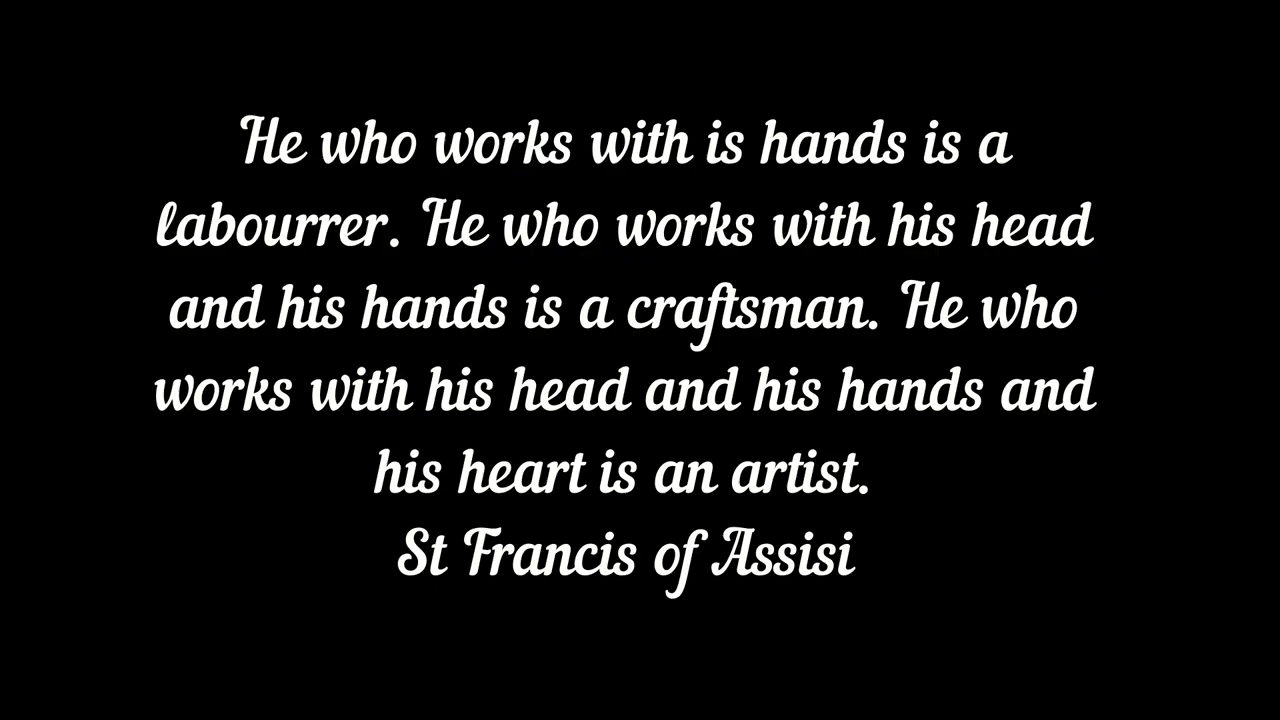 He who works with is hands is a
labourrer. He who works with his head
and his hands is a craftsman. He who
works with his head and his hands and
his heart is an artist.
St Francis of Assisi